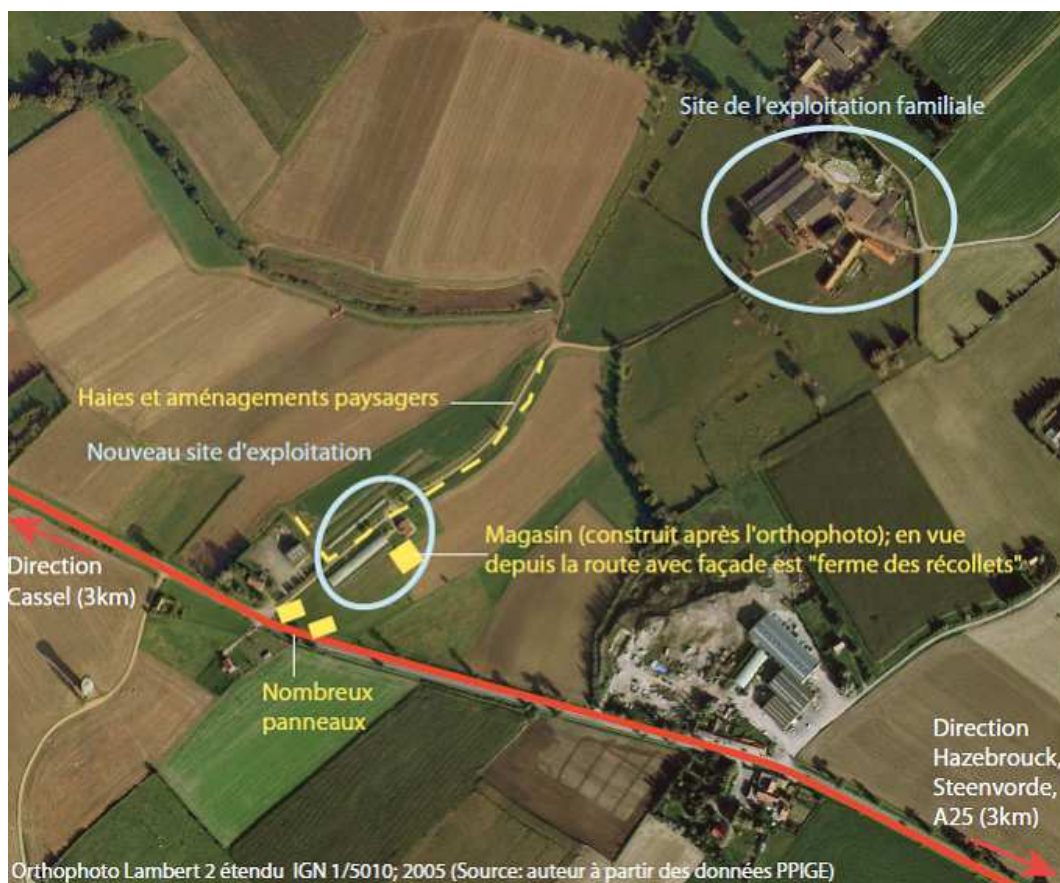 Site de l'exploitation familiale
Haies et aménagements paysagers
Nouveau site d'exploitation
Magasin (construit après l'orthophoto); en vue
depuis la route avec façade est "ferme des récollets"
Direction
Cassel (3km)
Nombreux
panneaux
Direction
Hazebrouck,
Steenvorde,
A25 (3km)
Orthophoto Lambert 2 étendu IGN 1/5010; 2005 (Source: auteur à partir des données PPIGE)